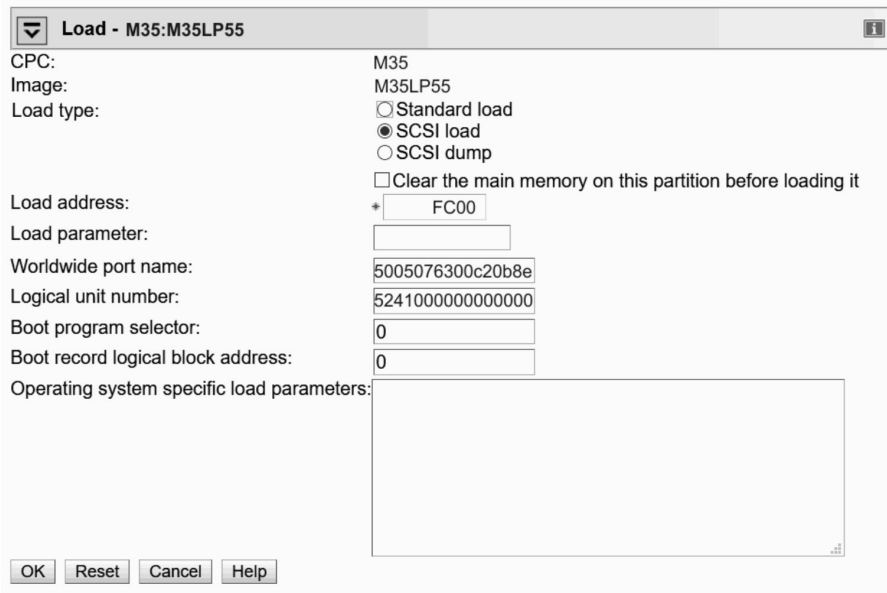 Load - M35:M35LP55
CPC: M35
Image: M35LP55
Load type: Standard load
SCSI load
SCSI dump
Clear the main memory on this partition before loading it
Load address: * FC00
Load parameter:
Worldwide port name: 5005076300c20b8e
Logical unit number: 5241000000000000
Boot program selector: 0
Boot record logical block address: 0
Operating system specific load parameters:
OK Reset Cancel Help